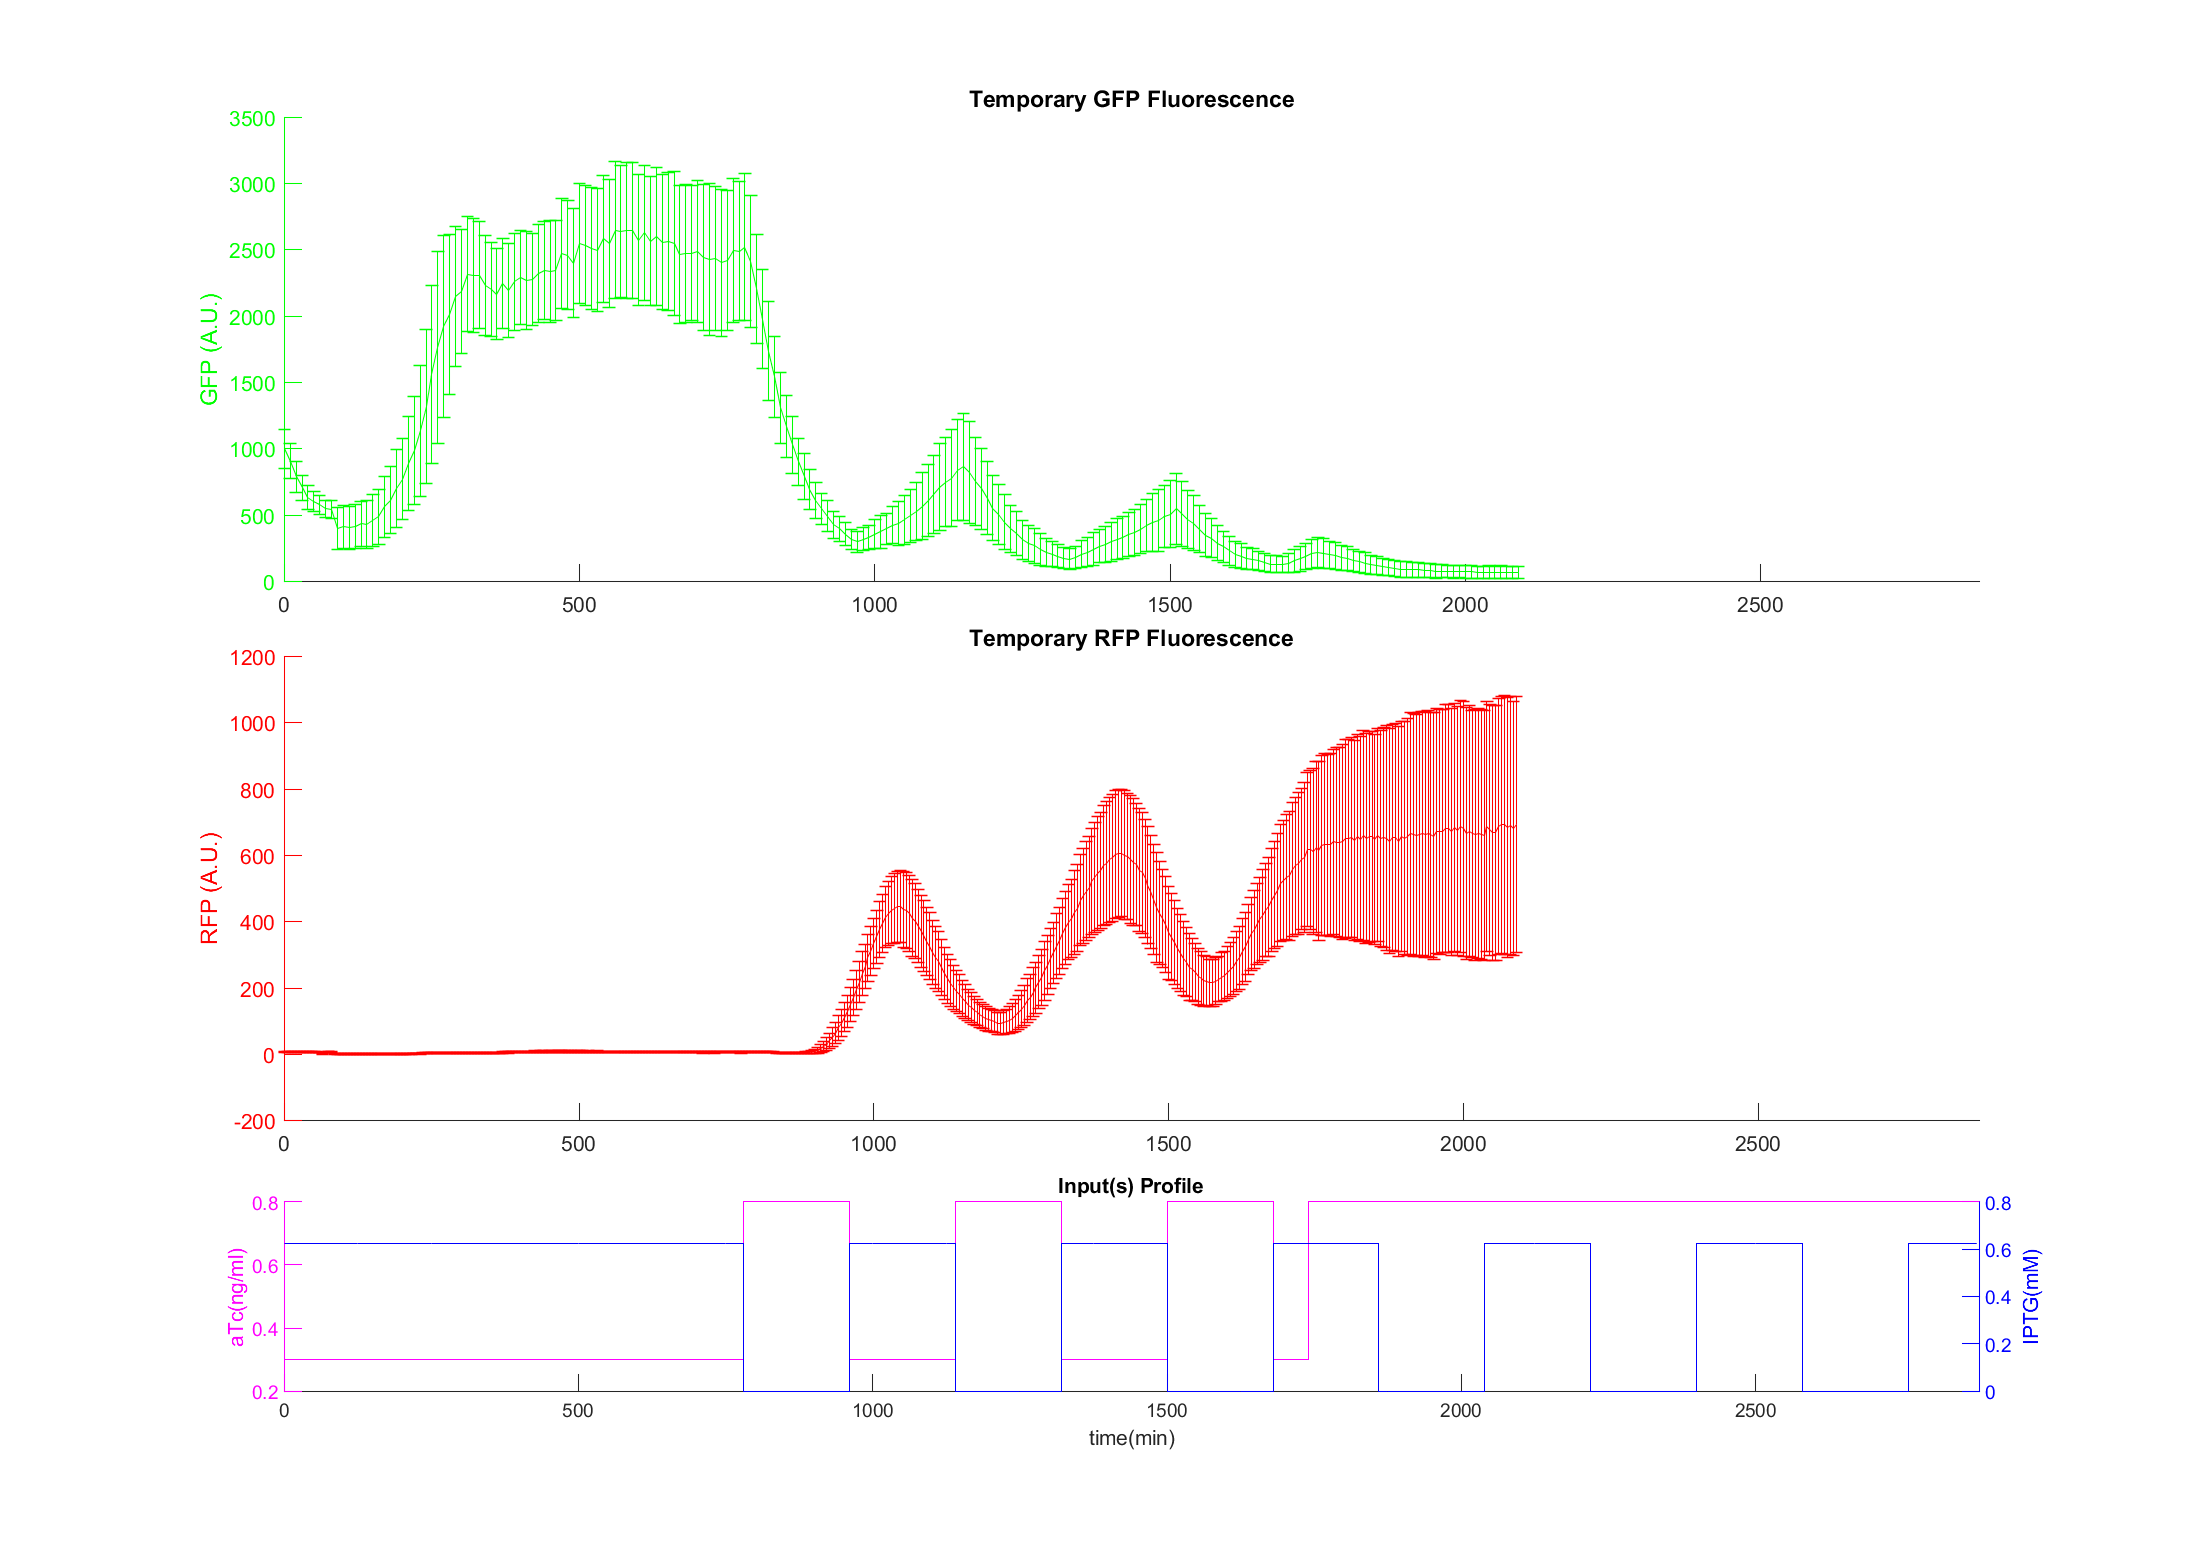 Temporary GFP Fluorescence
3500
3000
2500
2000
1500
1000
500
0
GFP (A.U.)
0 500 1000 1500 2000 2500
Temporary RFP Fluorescence
1200
1000
800
600
400
200
0
-200
RFP (A.U.)
0 500 1000 1500 2000 2500
Input(s) Profile
0.8
0.6
0.4
0.2
aTc(ng/ml)
0.8
0.6
0.4
0.2
0
IPTG(mM)
0 500 1000 1500 2000 2500
time(min)